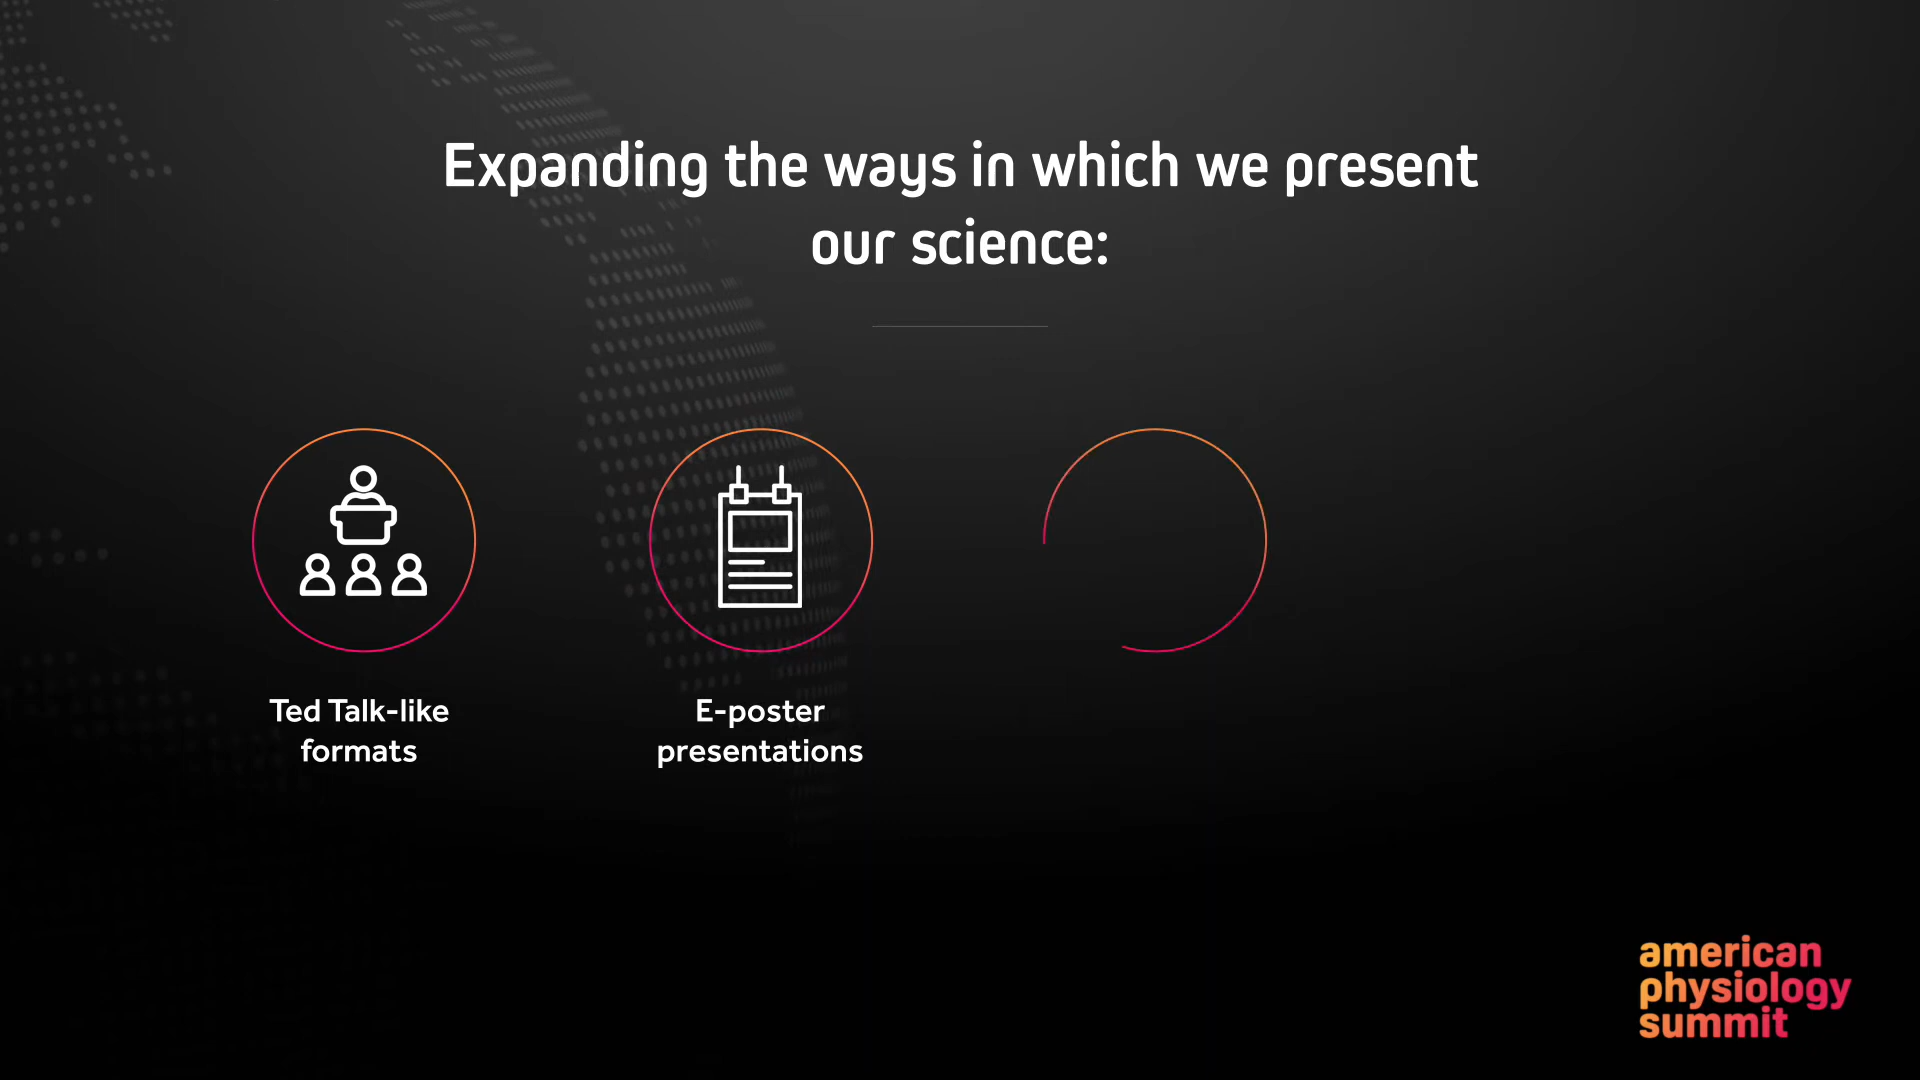 Expanding the ways in which we present
our science:
Ted Talk-like
formats
E-poster
presentations
american
physiology
summit